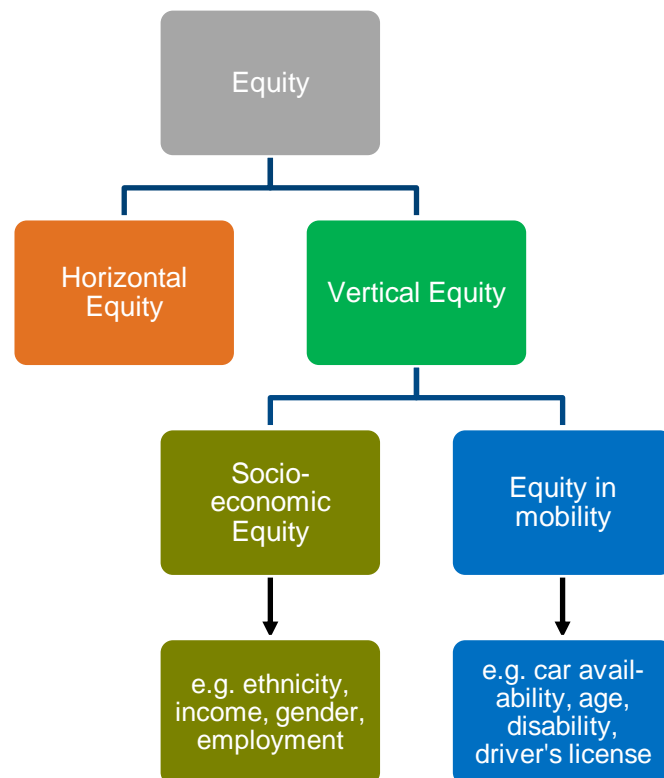 Equity
Horizontal
Equity
Vertical Equity
Socio-
economic
Equity
Equity in
mobility
e.g. ethnicity,
income, gender,
employment
e.g. car avail-
ability, age,
disability,
driver's license